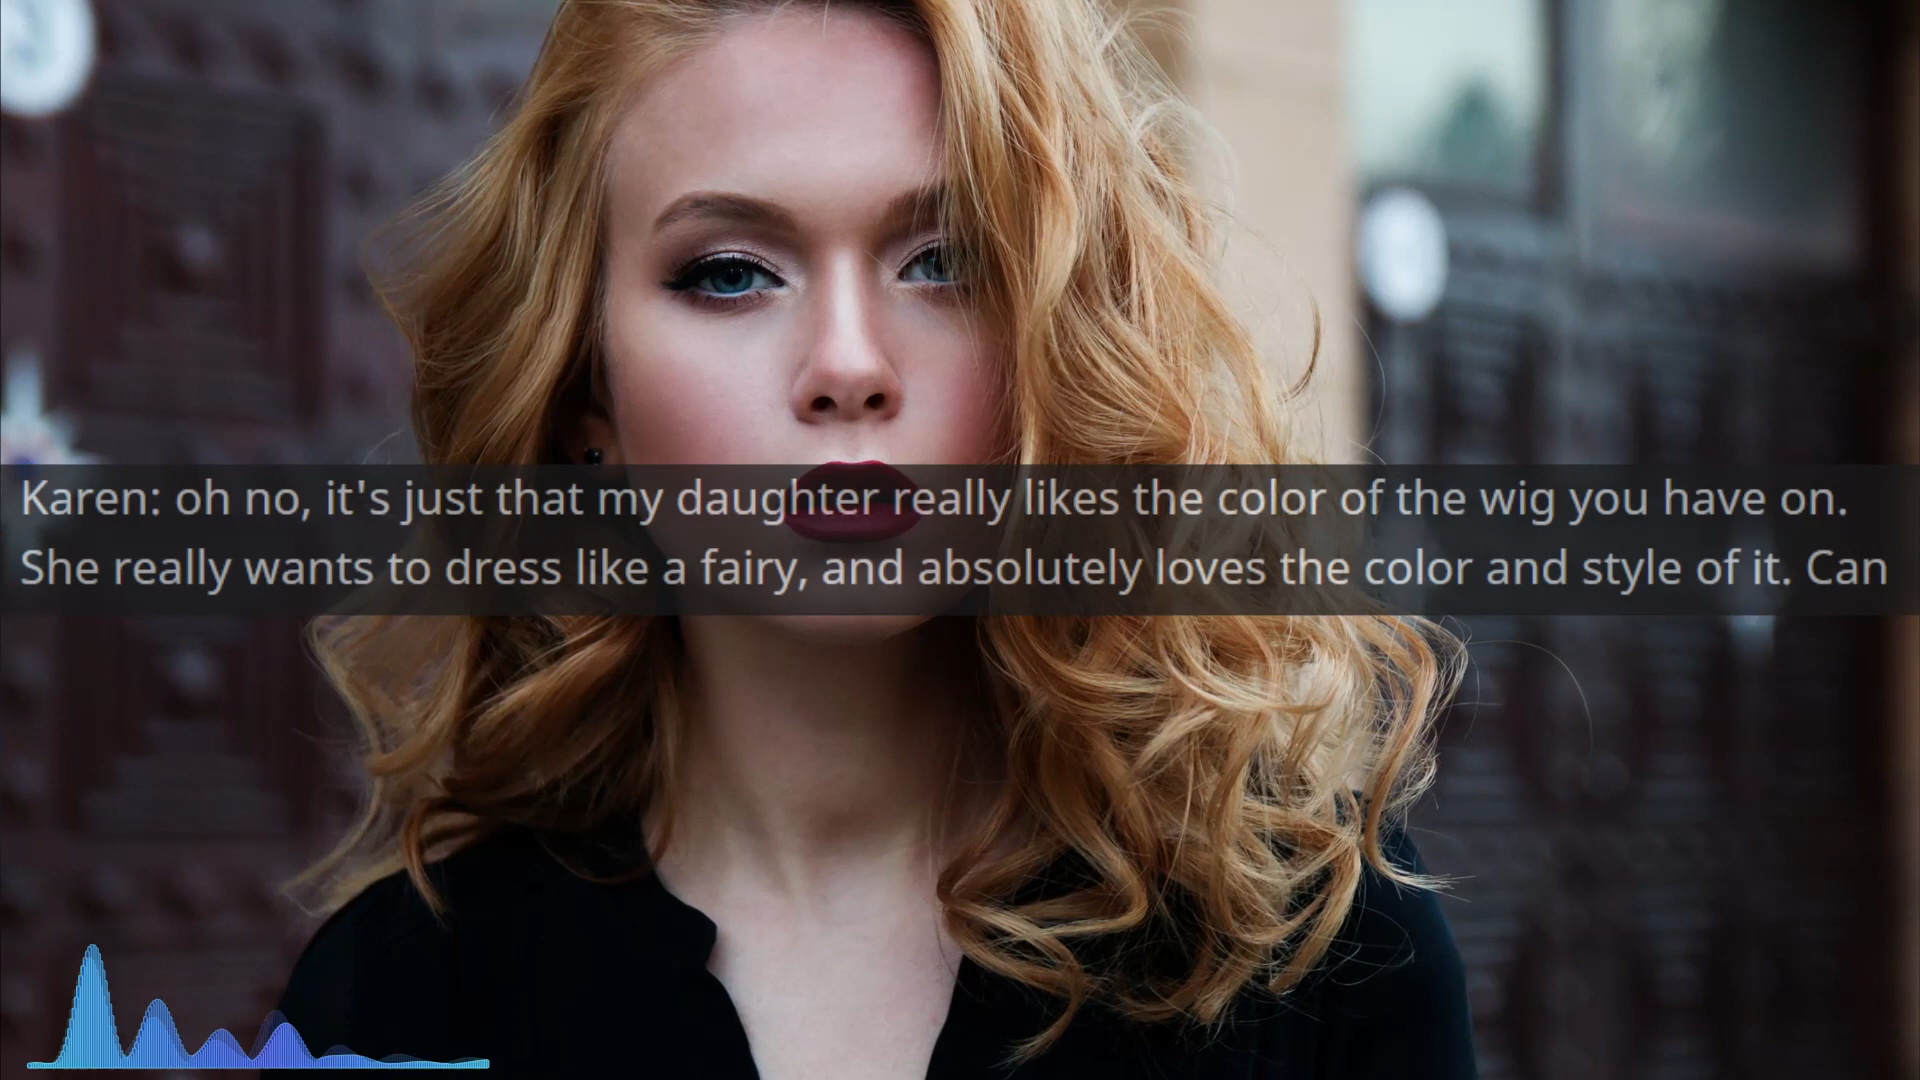 Karen: oh no, it's just that my daughter really likes the color of the wig you have on.
She really wants to dress like a fairy, and absolutely loves the color and style of it. Can